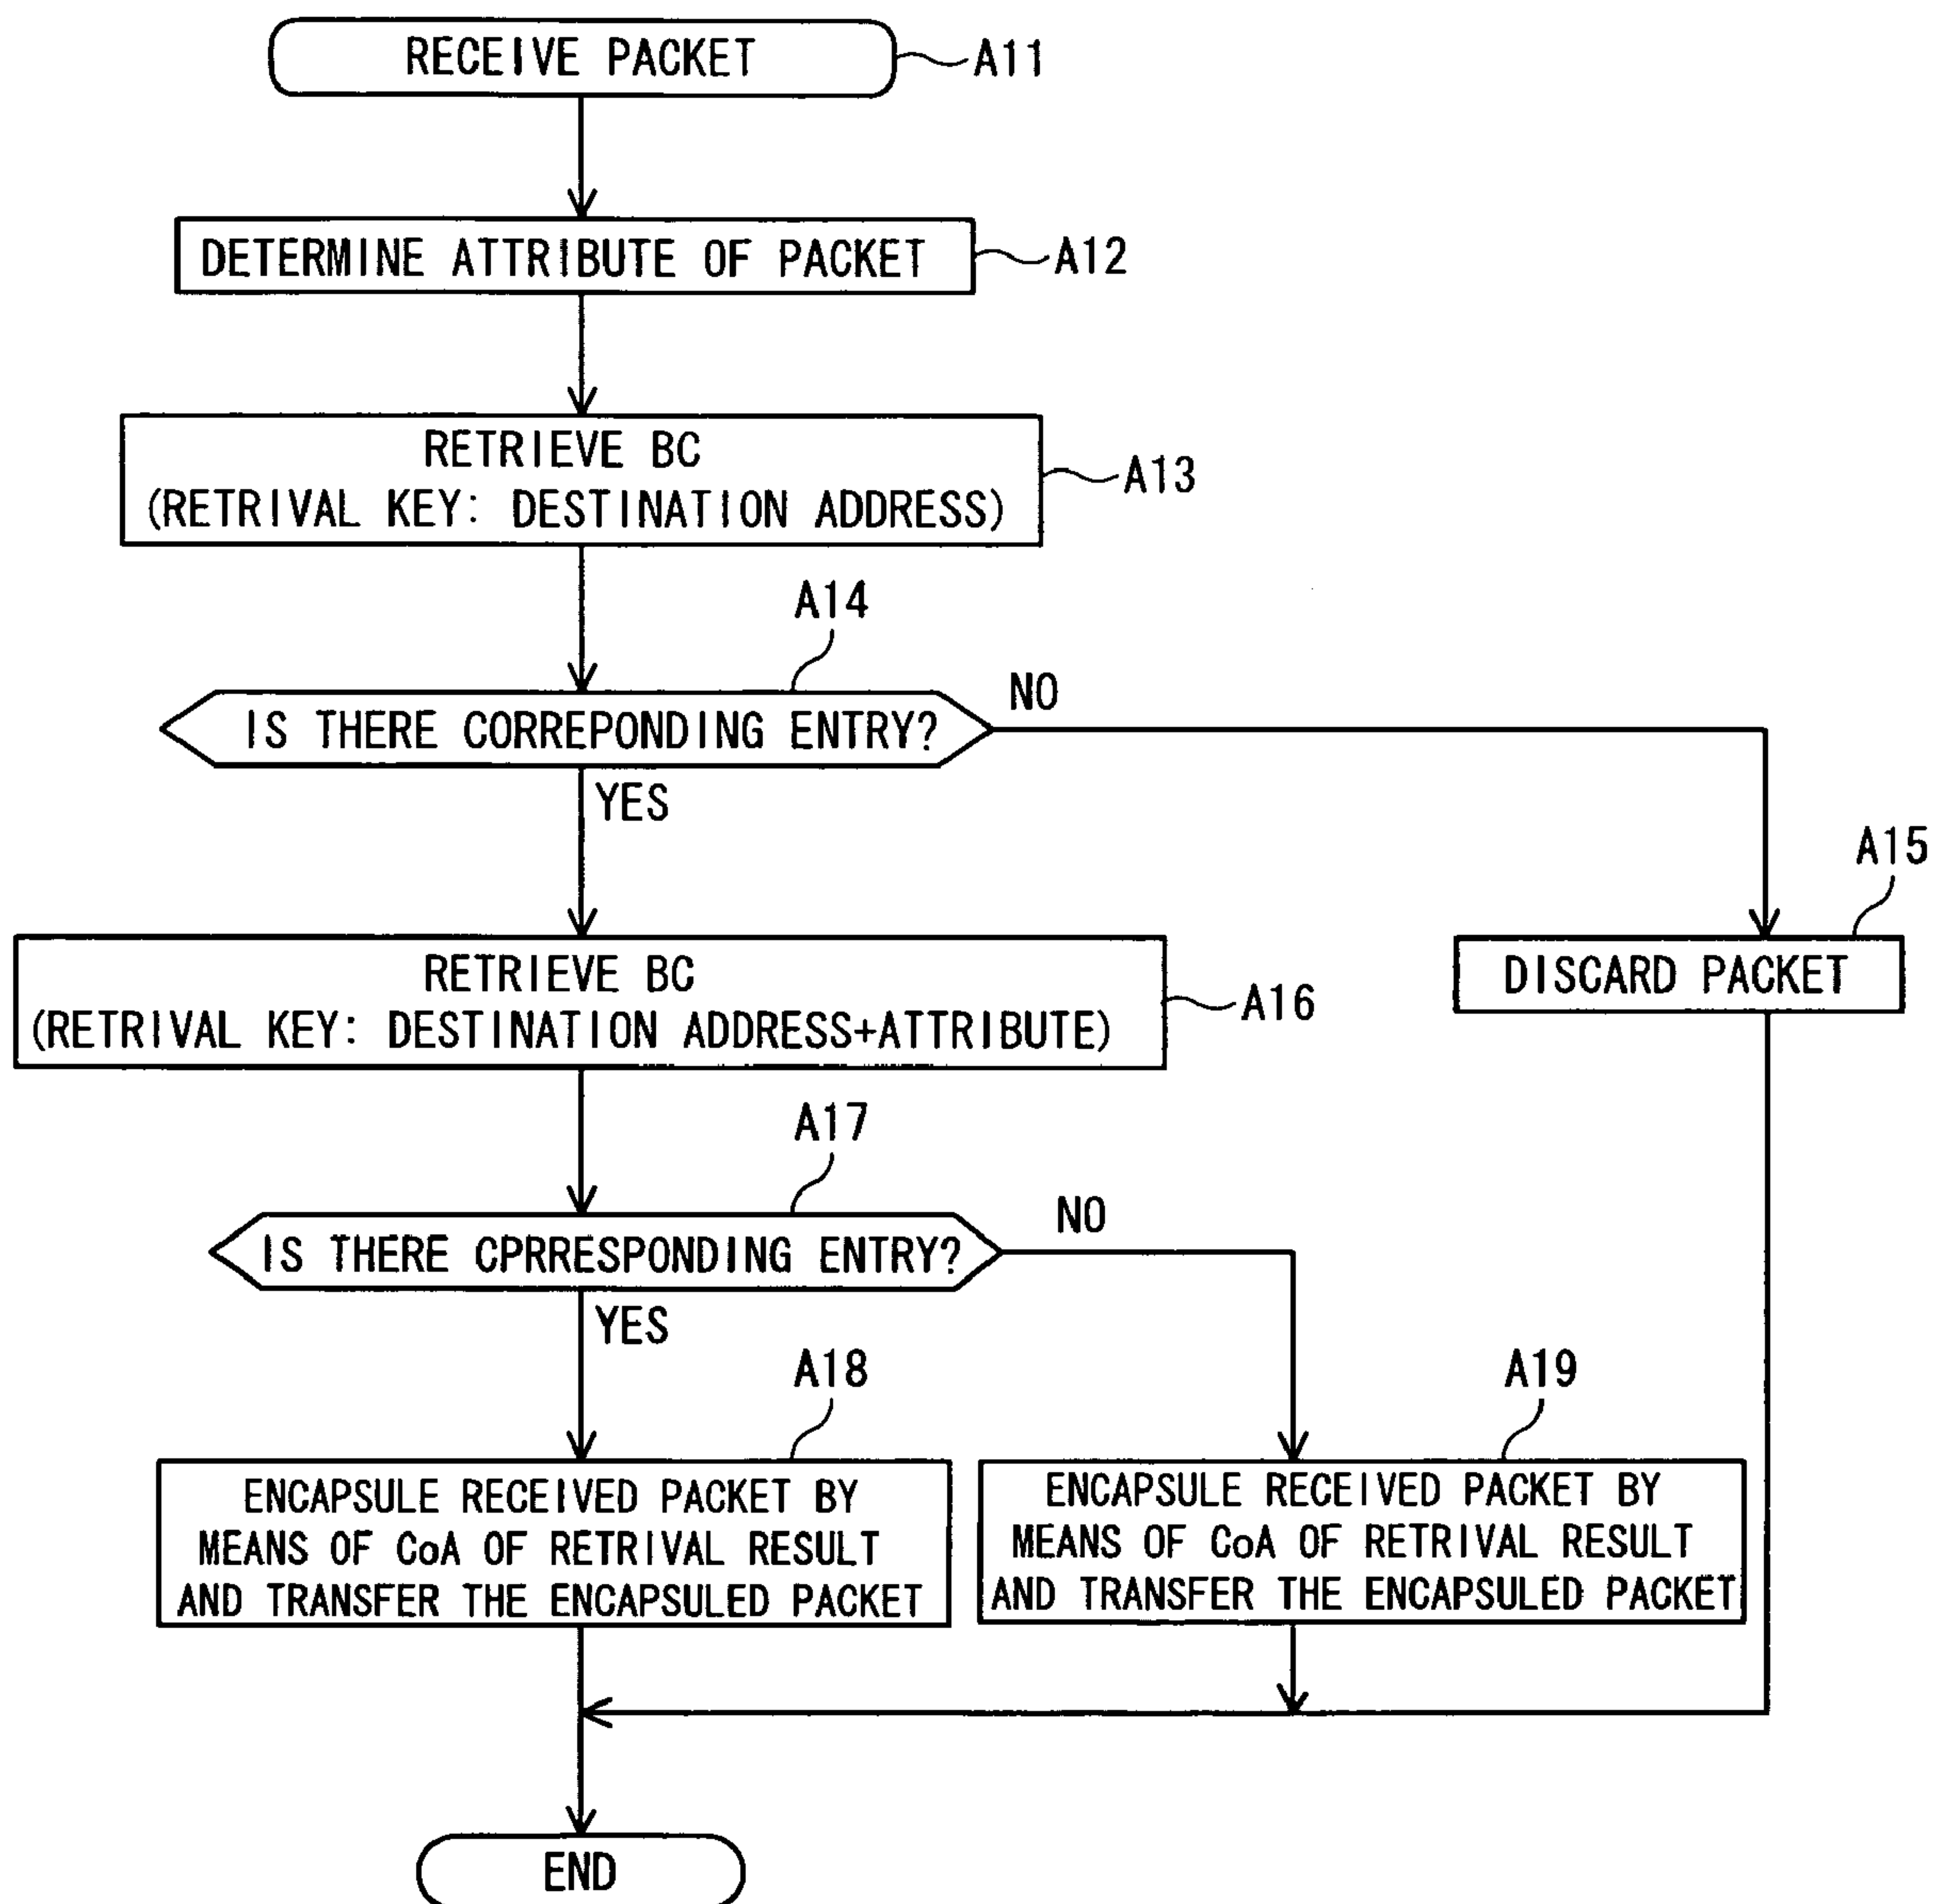 RECEIVE PACKET
A11
DETERMINE ATTRIBUTE OF PACKET
A12
RETRIEVE BC
(RETRIVAL KEY: DESTINATION ADDRESS)
A13
A14
IS THERE CORREPONDING ENTRY?
NO
YES
A15
DISCARD PACKET
RETRIEVE BC
(RETRIVAL KEY: DESTINATION ADDRESS+ATTRIBUTE)
A16
A17
IS THERE CPRRESPONDING ENTRY?
NO
YES
A18
ENCAPSULE RECEIVED PACKET BY
MEANS OF CoA OF RETRIVAL RESULT
AND TRANSFER THE ENCAPSULED PACKET
A19
ENCAPSULE RECEIVED PACKET BY
MEANS OF CoA OF RETRIVAL RESULT
AND TRANSFER THE ENCAPSULED PACKET
END